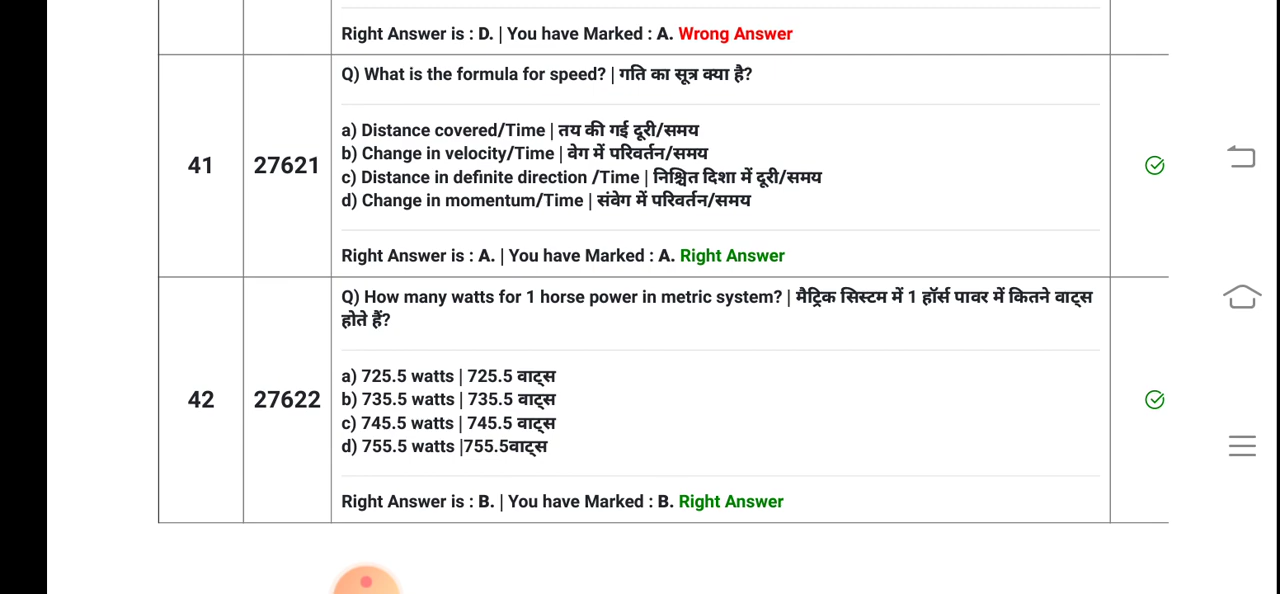 Right Answer is : D. | You have Marked : A. Wrong Answer
41
27621
Q) What is the formula for speed? | गति का सूत्र क्या है?
a) Distance covered/Time | तय की गई दूरी/समय
b) Change in velocity/Time | वेग में परिवर्तन/समय
c) Distance in definite direction /Time | निश्चित दिशा में दूरी/समय
d) Change in momentum/Time | संवेग में परिवर्तन/समय
Right Answer is : A. | You have Marked : A. Right Answer
42
27622
Q) How many watts for 1 horse power in metric system? | मैट्रिक सिस्टम में 1 हॉर्स पावर में कितने वाट्स
होते हैं?
a) 725.5 watts | 725.5 वाट्स
b) 735.5 watts | 735.5 वाट्स
c) 745.5 watts | 745.5 वाट्स
d) 755.5 watts |755.5वाट्स
Right Answer is : B. | You have Marked : B. Right Answer